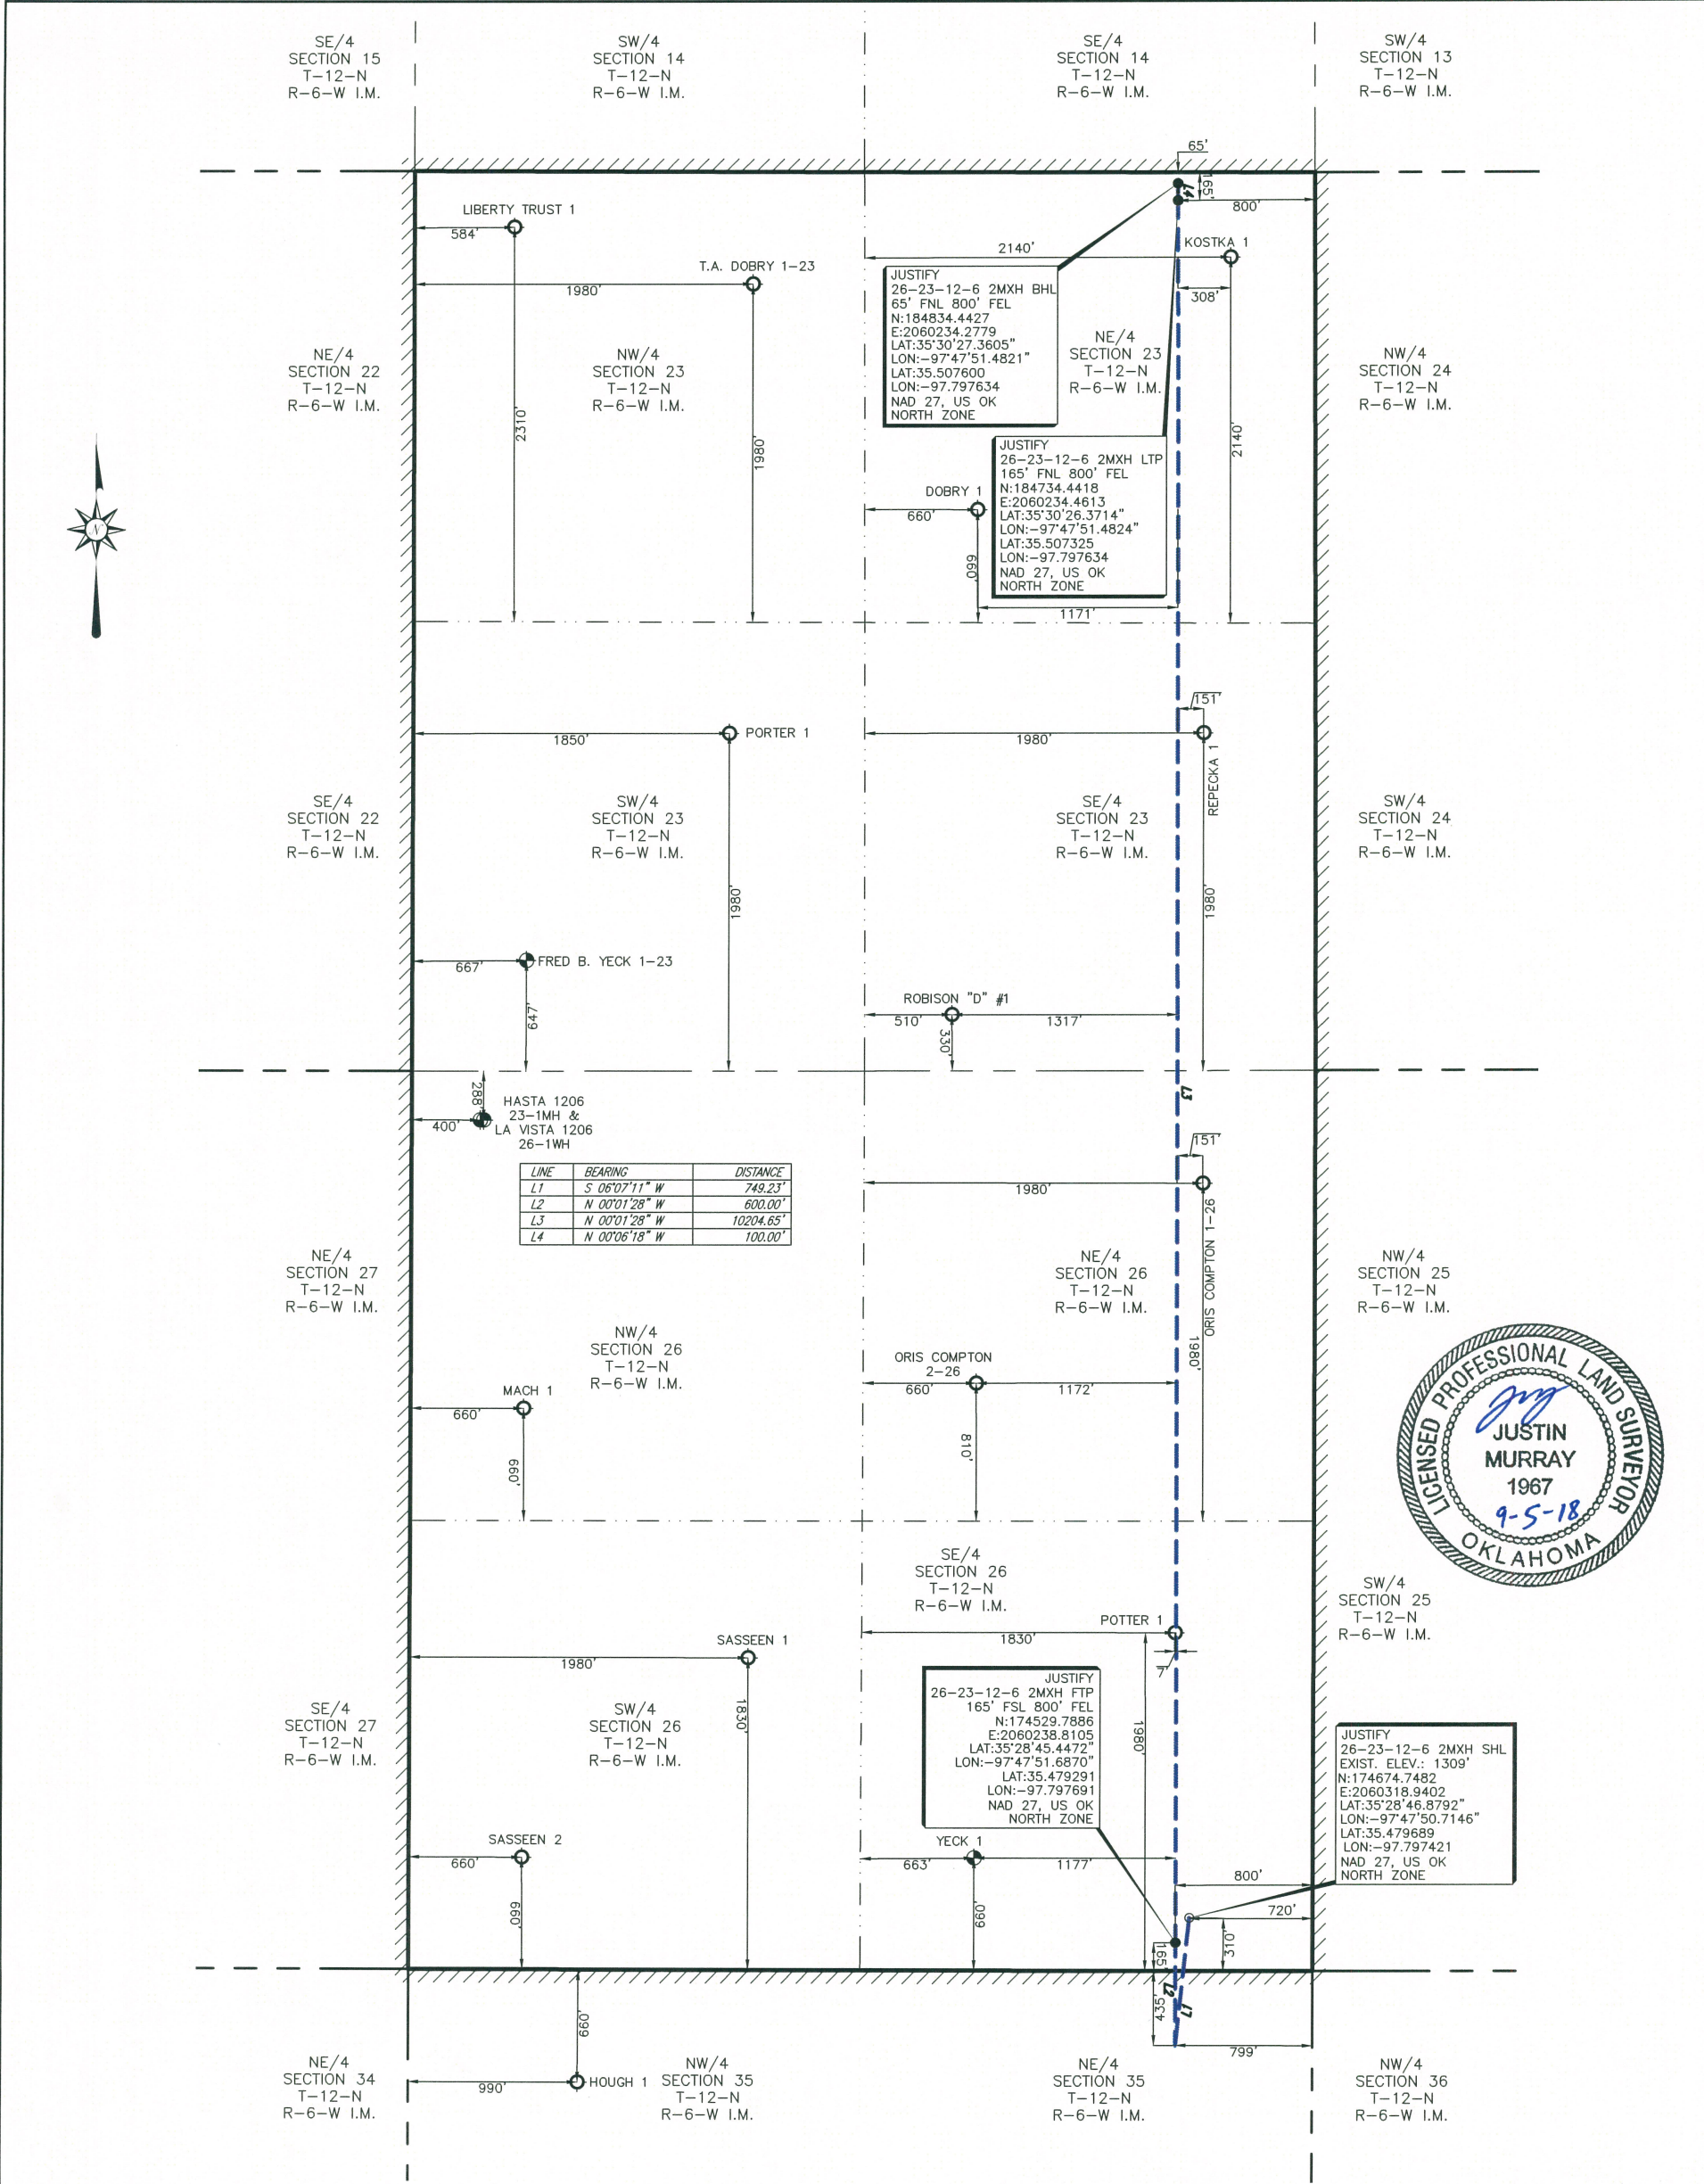 SE/4
SECTION 15
T-12-N
R-6-W I.M.
SW/4
SECTION 14
T-12-N
R-6-W I.M.
SE/4
SECTION 14
T-12-N
R-6-W I.M.
SW/4
SECTION 13
T-12-N
R-6-W I.M.
65'
L4
165'
800'
LIBERTY TRUST 1
584'
2310'
T.A. DOBRY 1-23
1980'
1980'
2140'
KOSTKA 1
308'
2140'
JUSTIFY
26-23-12-6 2MXH BHL
65' FNL 800' FEL
N:184834.4427
E:2060234.2779
LAT:35°30'27.3605"
LON:-97°47'51.4821"
LAT:35.507600
LON:-97.797634
NAD 27, US OK
NORTH ZONE
NE/4
SECTION 22
T-12-N
R-6-W I.M.
NW/4
SECTION 23
T-12-N
R-6-W I.M.
NE/4
SECTION 23
T-12-N
R-6-W I.M.
NW/4
SECTION 24
T-12-N
R-6-W I.M.
N
JUSTIFY
26-23-12-6 2MXH LTP
165' FNL 800' FEL
N:184734.4418
E:2060234.4613
LAT:35°30'26.3714"
LON:-97°47'51.4824"
LAT:35.507325
LON:-97.797634
NAD 27, US OK
NORTH ZONE
DOBRY 1
660'
660'
1171'
151'
1850'
PORTER 1
1980'
1980'
REPECKA 1
1980'
SE/4
SECTION 22
T-12-N
R-6-W I.M.
SW/4
SECTION 23
T-12-N
R-6-W I.M.
SE/4
SECTION 23
T-12-N
R-6-W I.M.
SW/4
SECTION 24
T-12-N
R-6-W I.M.
667'
FRED B. YECK 1-23
647'
ROBISON "D" #1
510'
1317'
330'
L3
288'
400'
HASTA 1206
23-1MH &
LA VISTA 1206
26-1WH
151'
1980'
ORIS COMPTON 1-26
1980'
LINE BEARING DISTANCE
L1 S 06°07'11" W 749.23'
L2 N 00°01'28" W 600.00'
L3 N 00°01'28" W 10204.65'
L4 N 00°06'18" W 100.00'
NE/4
SECTION 27
T-12-N
R-6-W I.M.
NW/4
SECTION 26
T-12-N
R-6-W I.M.
NE/4
SECTION 26
T-12-N
R-6-W I.M.
NW/4
SECTION 25
T-12-N
R-6-W I.M.
MACH 1
660'
660'
ORIS COMPTON
2-26
660'
1172'
810'
LICENSED PROFESSIONAL LAND SURVEYOR
JUSTIN
MURRAY
1967
9-5-18
OKLAHOMA
SE/4
SECTION 26
T-12-N
R-6-W I.M.
SW/4
SECTION 25
T-12-N
R-6-W I.M.
POTTER 1
1830'
7'
1980'
SASSEEN 1
1980'
1830'
SE/4
SECTION 27
T-12-N
R-6-W I.M.
SW/4
SECTION 26
T-12-N
R-6-W I.M.
JUSTIFY
26-23-12-6 2MXH FTP
165' FSL 800' FEL
N:174529.7886
E:2060238.8105
LAT:35°28'45.4472"
LON:-97°47'51.6870"
LAT:35.479291
LON:-97.797691
NAD 27, US OK
NORTH ZONE
JUSTIFY
26-23-12-6 2MXH SHL
EXIST. ELEV.: 1309'
N:174674.7482
E:2060318.9402
LAT:35°28'46.8792"
LON:-97°47'50.7146"
LAT:35.479689
LON:-97.797421
NAD 27, US OK
NORTH ZONE
SASSEEN 2
660'
660'
YECK 1
663'
1177'
660'
800'
720'
310'
165'
L2
L1
435'
799'
660'
990'
HOUGH 1
NE/4
SECTION 34
T-12-N
R-6-W I.M.
NW/4
SECTION 35
T-12-N
R-6-W I.M.
NE/4
SECTION 35
T-12-N
R-6-W I.M.
NW/4
SECTION 36
T-12-N
R-6-W I.M.